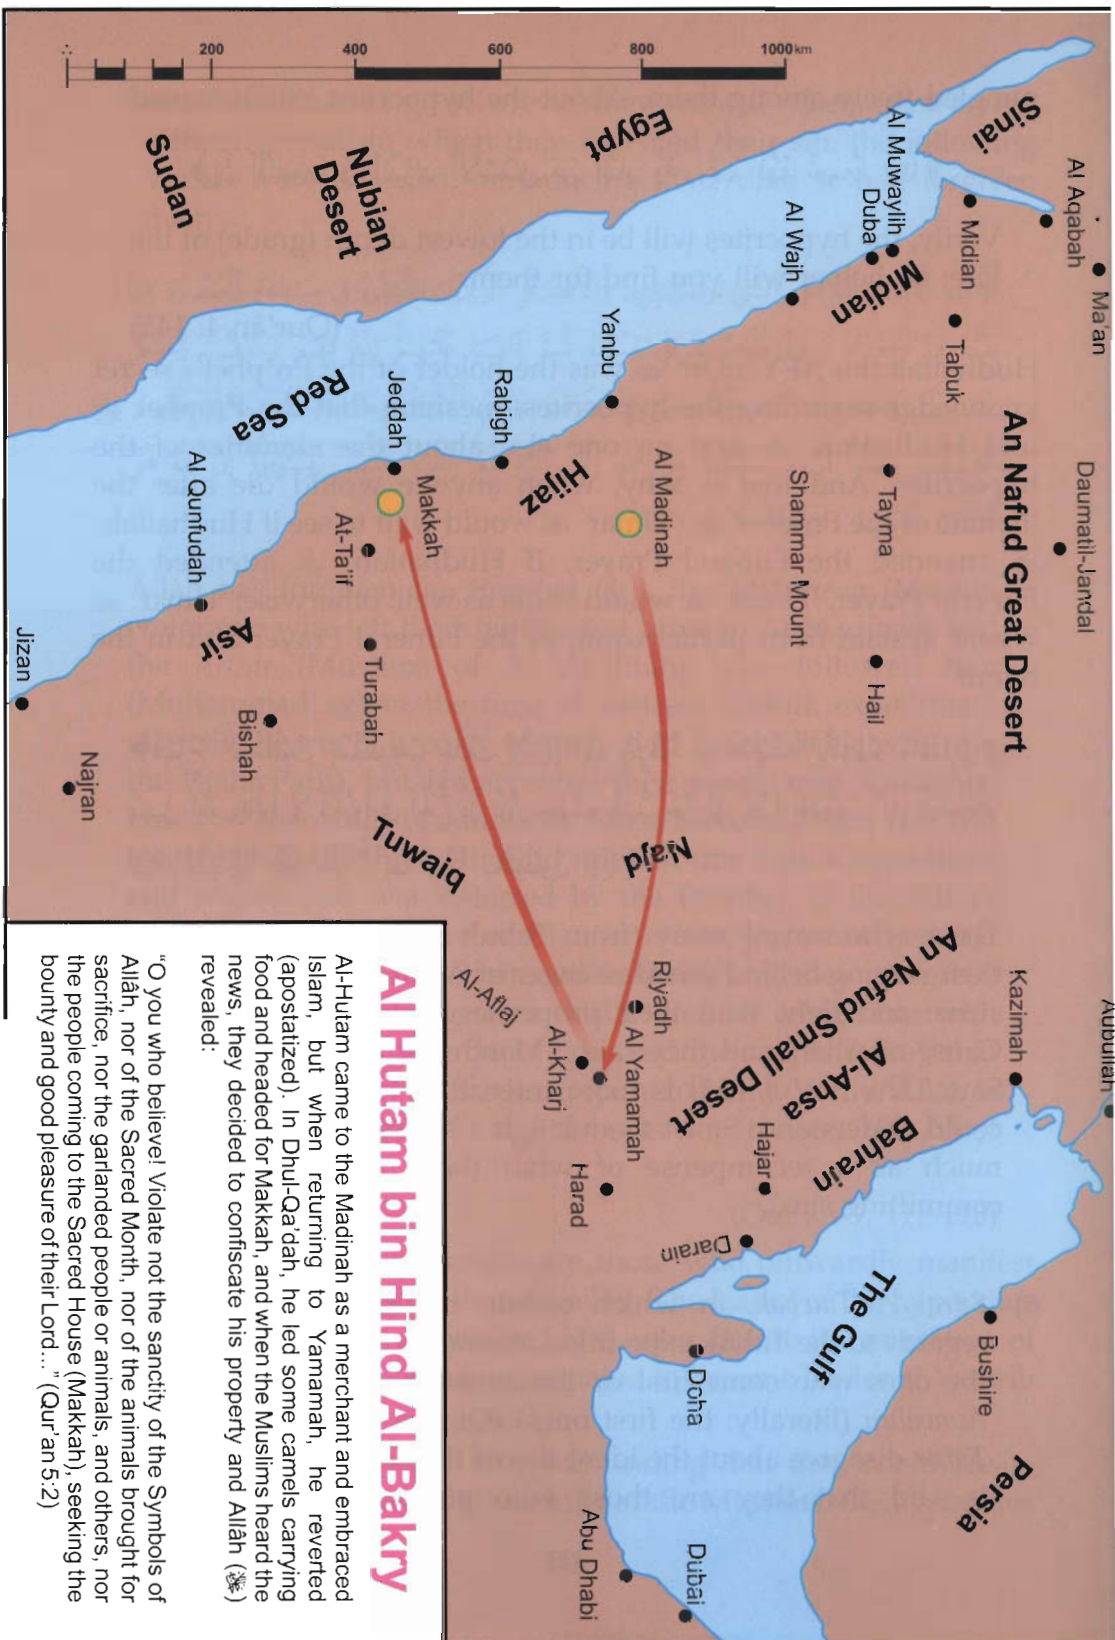 Sinai
Al Aqabah
Ma'an
Midian
Al Muwaylih
Duba
Midian
Tabuk
Al Wajh
An Nafud Great Desert
Daumatil-Jandal
Tayma
Shammar Mount
Hail
Egypt
Nubian
Desert
Sudan
Red Sea
Yanbu
Rabigh
Hijaz
Al Madinah
Jeddah
Makkah
At-Ta'if
Turabah
Al Qunfudah
Asir
Bishah
Jizan
Najran
Najd
Tuwaiq
An Nafud Small Desert
Al-Ahsa
Bahrain
Kazimah
Aubullah
Riyadh
Al Yamamah
Al-Kharj
Al-Aflaj
Harad
Hajar
Darain
The Gulf
Bushire
Persia
Doha
Abu Dhabi
Dubai
200 400 600 800 1000 km
Al Hutam bin Hind Al-Bakry
Al-Hutam came to the Madinah as a merchant and embraced
Islam, but when returning to Yamamah, he reverted
(apostatized). In Dhul-Qa'dah, he led some camels carrying
food and headed for Makkah, and when the Muslims heard the
news, they decided to confiscate his property and Allâh (ﷻ)
revealed:
"O you who believe! Violate not the sanctity of the Symbols of
Allâh, nor of the Sacred Month, nor of the animals brought for
sacrifice, nor the garlanded people or animals, and others, nor
the people coming to the Sacred House (Makkah), seeking the
bounty and good pleasure of their Lord..." (Qur'an 5:2)